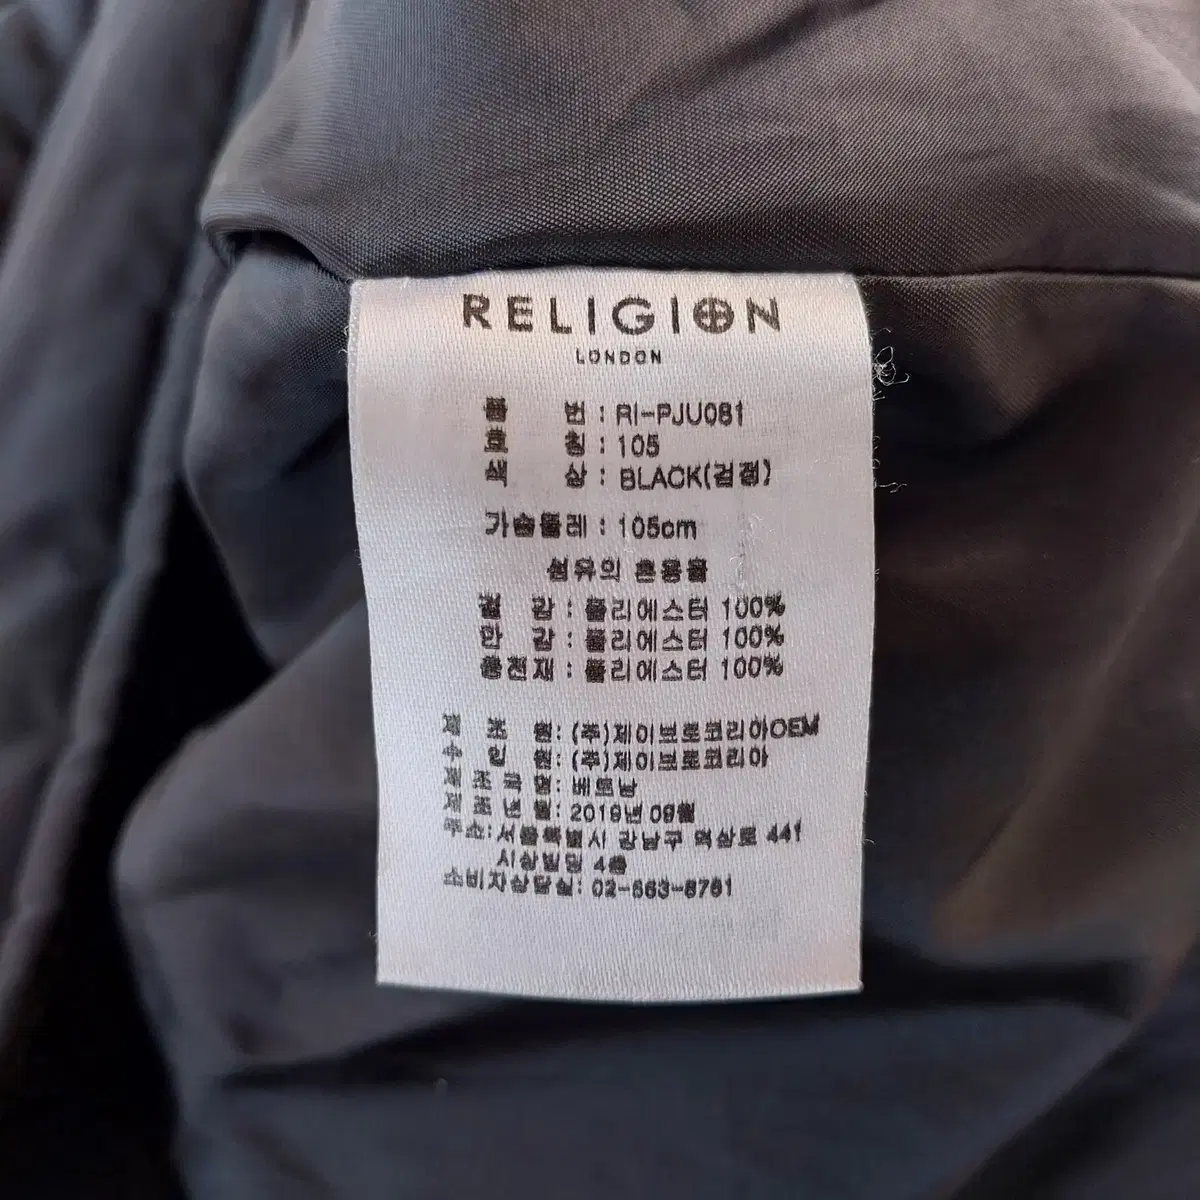 RELIGION
LONDON
품 번 : RI-PJU081
호 칭 : 105
색 상 : BLACK(검정)
가슴둘레 : 105cm
섬유의 혼용율
겉 감 : 폴리에스터 100%
안 감 : 폴리에스터 100%
충전재 : 폴리에스터 100%
제 조 원: (주)제이브로코리아OEM
수 입 원: (주)제이브로코리아
제조국명: 베트남
제조년월: 2019년 09월
주소:서울특별시 강남구 역삼로 441
시상빌딩 4층
소비자상담실: 02-563-8761